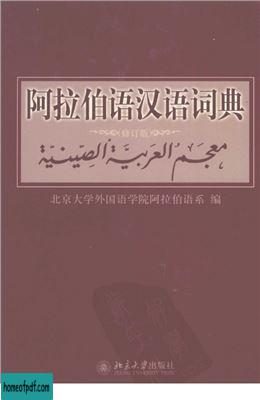 阿拉伯语汉语词典
(修订版)
معجم العربية الصينية
北京大学外国语学院阿拉伯语系 编
北京大学出版社
homeofpdf.com
homeofpdf.com